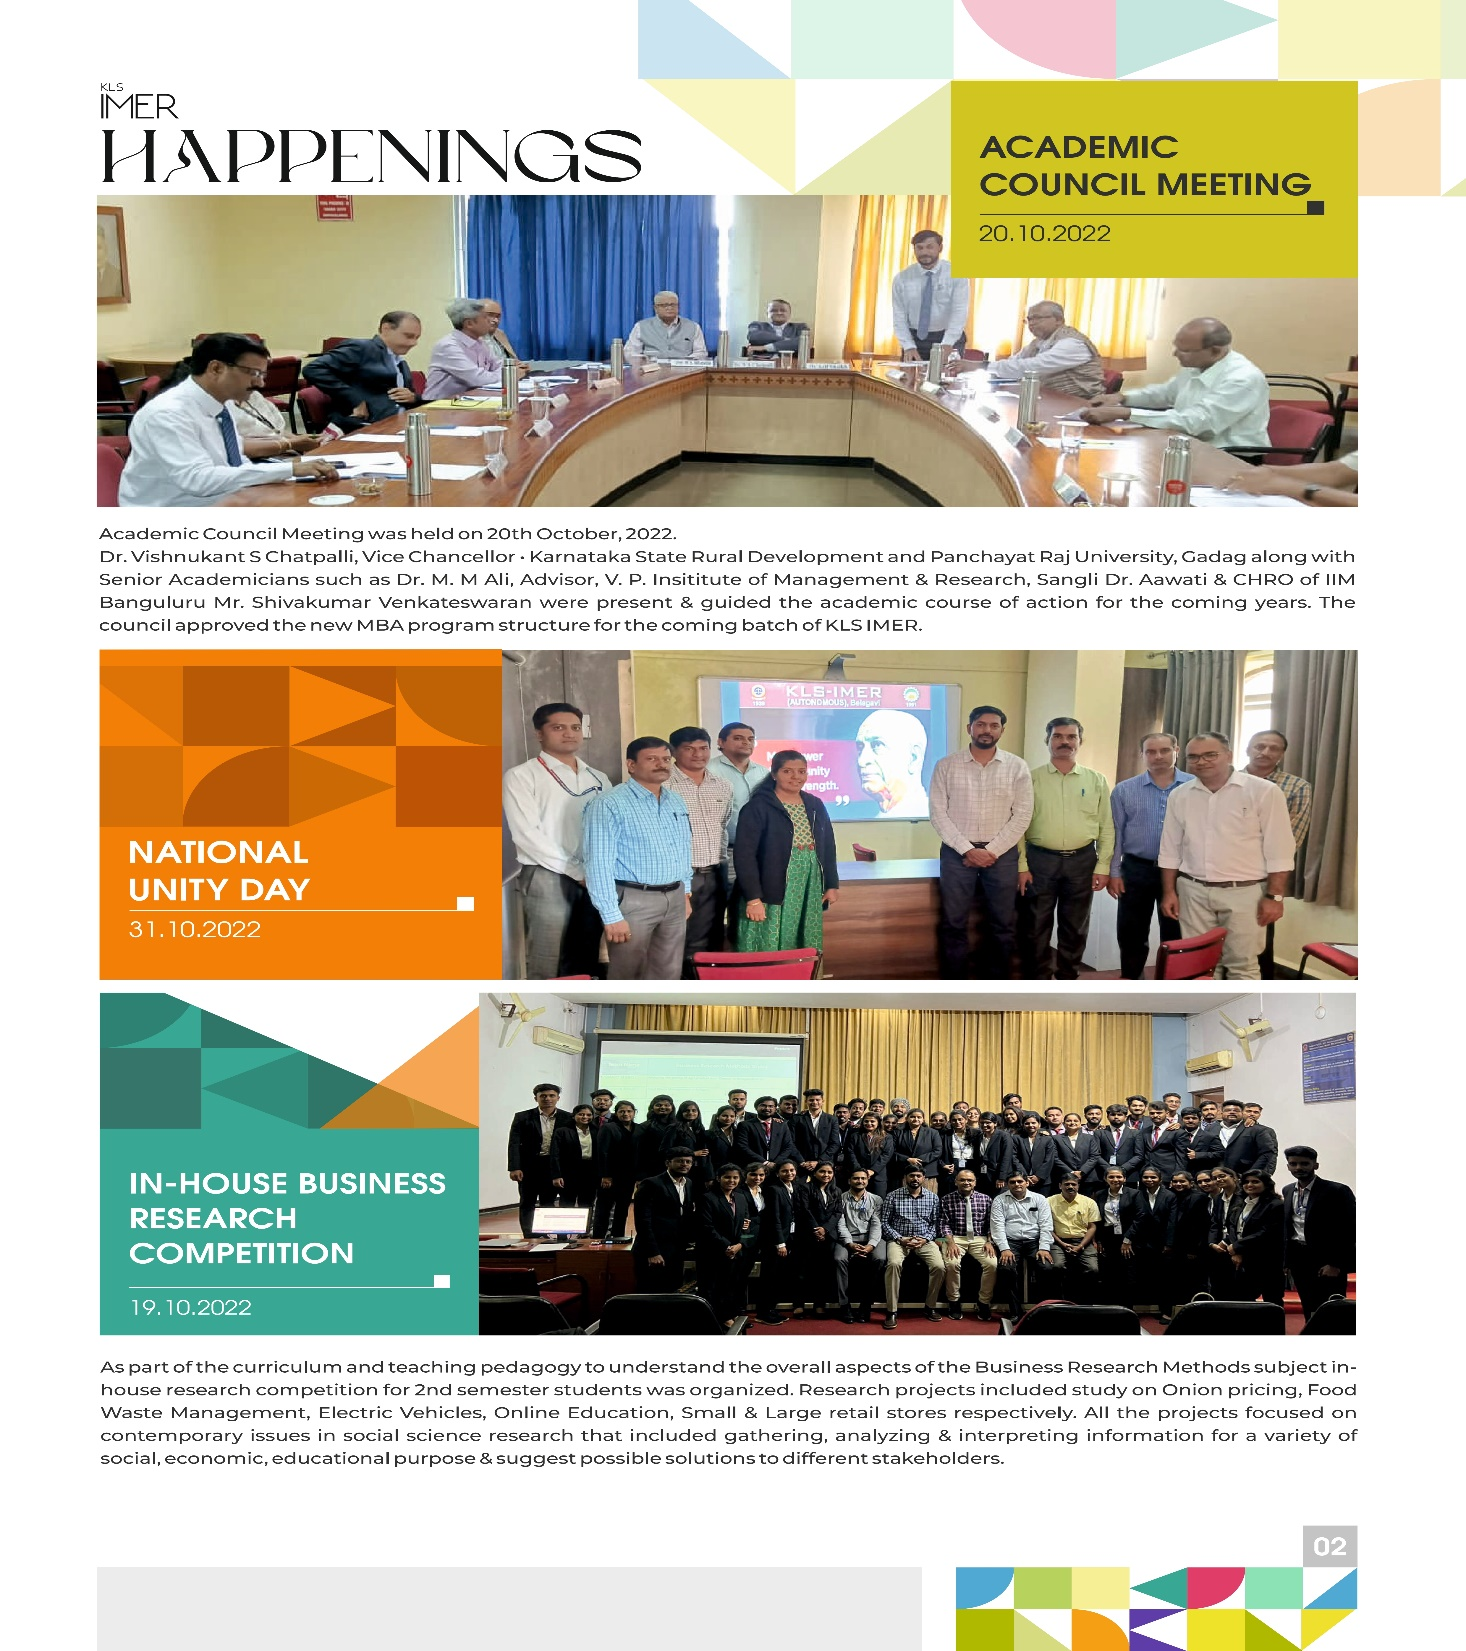 KLS
IMER
HAPPENINGS
ACADEMIC
COUNCIL MEETING
20.10.2022
Academic Council Meeting was held on 20th October, 2022.
Dr. Vishnukant S Chatpalli, Vice Chancellor • Karnataka State Rural Development and Panchayat Raj University, Gadag along with
Senior Academicians such as Dr. M. M Ali, Advisor, V. P. Insititute of Management & Research, Sangli Dr. Aawati & CHRO of IIM
Banguluru Mr. Shivakumar Venkateswaran were present & guided the academic course of action for the coming years. The
council approved the new MBA program structure for the coming batch of KLS IMER.
KLS-IMER
(AUTONOMOUS), Belagavi
NATIONAL
UNITY DAY
31.10.2022
IN-HOUSE BUSINESS
RESEARCH
COMPETITION
19.10.2022
As part of the curriculum and teaching pedagogy to understand the overall aspects of the Business Research Methods subject in-
house research competition for 2nd semester students was organized. Research projects included study on Onion pricing, Food
Waste Management, Electric Vehicles, Online Education, Small & Large retail stores respectively. All the projects focused on
contemporary issues in social science research that included gathering, analyzing & interpreting information for a variety of
social, economic, educational purpose & suggest possible solutions to different stakeholders.
02